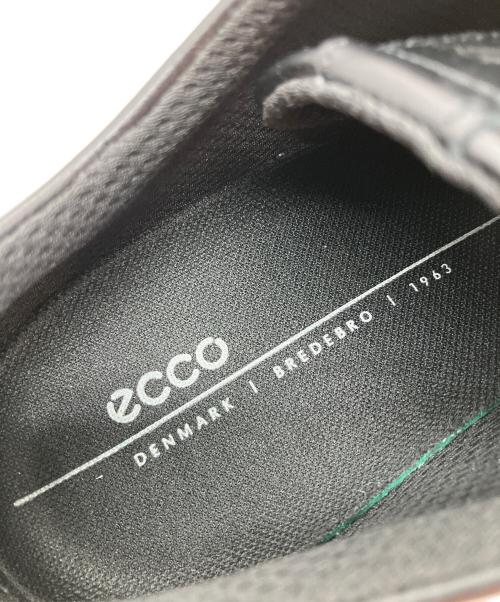 ecco
DENMARK | BREDEBRO | 1963